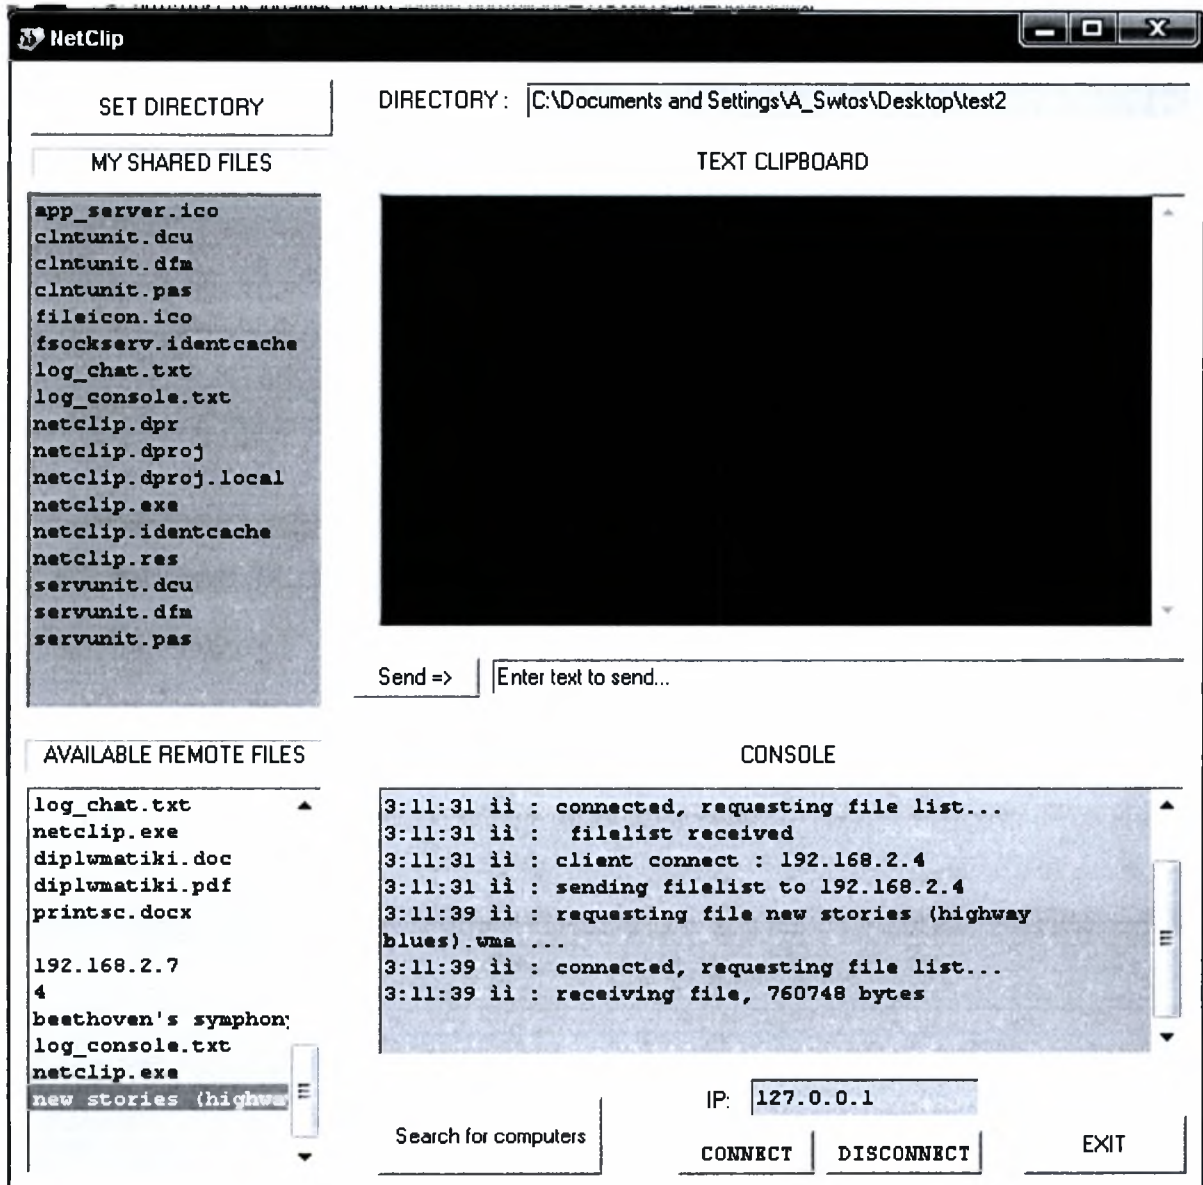 NetClip
SET DIRECTORY
DIRECTORY : C:\Documents and Settings\A_Swtos\Desktop\test2
MY SHARED FILES
app_server.ico
clntunit.dcu
clntunit.dfm
clntunit.pas
fileicon.ico
fsockserv.identcache
log_chat.txt
log_console.txt
netclip.dpr
netclip.dproj
netclip.dproj.local
netclip.exe
netclip.identcache
netclip.res
servunit.dcu
servunit.dfm
servunit.pas
TEXT CLIPBOARD
Send => Enter text to send...
AVAILABLE REMOTE FILES
log_chat.txt
netclip.exe
diplwmatiki.doc
diplwmatiki.pdf
printsc.docx
192.168.2.7
4
beethoven's symphony
log_console.txt
netclip.exe
new stories (highwa
CONSOLE
3:11:31 ìì : connected, requesting file list...
3:11:31 ìì : filelist received
3:11:31 ìì : client connect : 192.168.2.4
3:11:31 ìì : sending filelist to 192.168.2.4
3:11:39 ìì : requesting file new stories (highway
blues).wma ...
3:11:39 ìì : connected, requesting file list...
3:11:39 ìì : receiving file, 760748 bytes
Search for computers
IP: 127.0.0.1
CONNECT DISCONNECT
EXIT